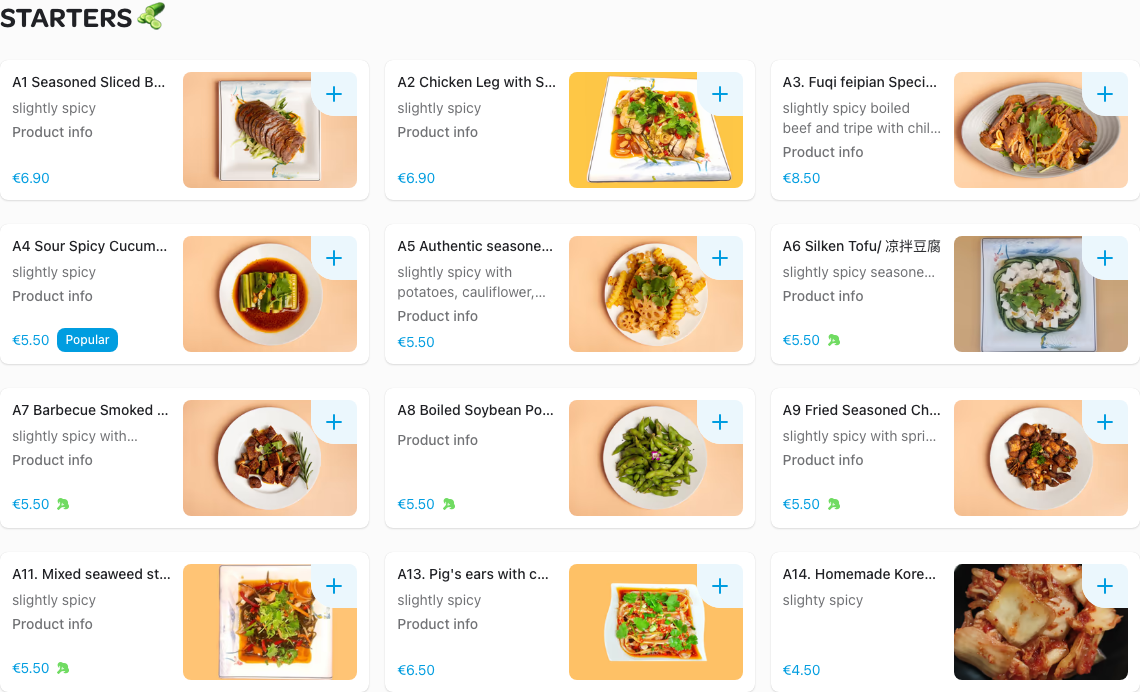 STARTERS
A1 Seasoned Sliced B...
slightly spicy
Product info
€6.90
A2 Chicken Leg with S...
slightly spicy
Product info
€6.90
A3. Fuqi feipian Speci...
slightly spicy boiled
beef and tripe with chil...
Product info
€8.50
A4 Sour Spicy Cucum...
slightly spicy
Product info
€5.50 Popular
A5 Authentic seasone...
slightly spicy with
potatoes, cauliflower,...
Product info
€5.50
A6 Silken Tofu/ 凉拌豆腐
slightly spicy seasone...
Product info
€5.50
A7 Barbecue Smoked ...
slightly spicy with...
Product info
€5.50
A8 Boiled Soybean Po...
Product info
€5.50
A9 Fried Seasoned Ch...
slightly spicy with spri...
Product info
€5.50
A11. Mixed seaweed st...
slightly spicy
Product info
€5.50
A13. Pig's ears with c...
slightly spicy
Product info
€6.50
A14. Homemade Kore...
slighty spicy
€4.50